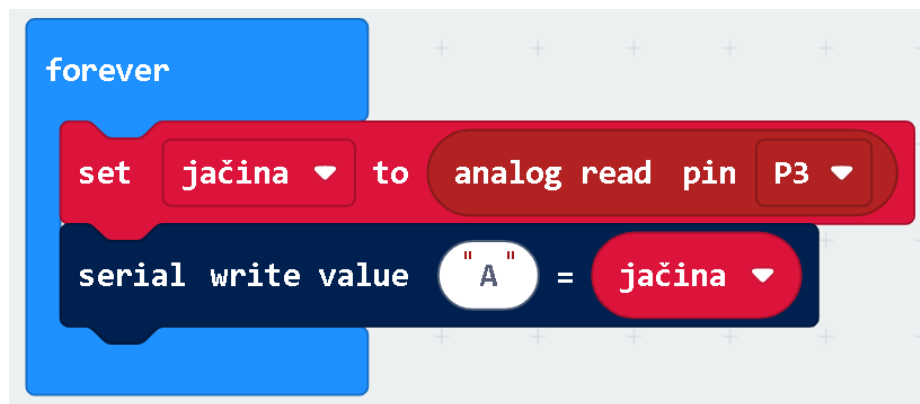 forever
set jačina to analog read pin P3
serial write value "A" = jačina